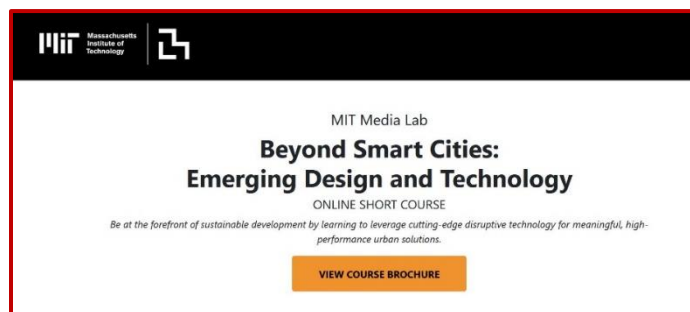 Massachusetts
Institute of
Technology
MIT Media Lab
Beyond Smart Cities:
Emerging Design and Technology
ONLINE SHORT COURSE
Be at the forefront of sustainable development by learning to leverage cutting-edge disruptive technology for meaningful, high-
performance urban solutions.
VIEW COURSE BROCHURE